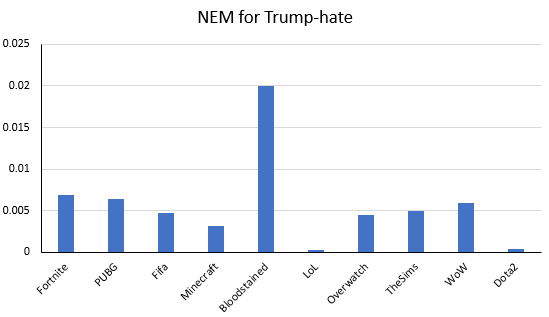 NEM for Trump-hate
0.025
0.02
0.015
0.01
0.005
0
Fortnite
PUBG
Fifa
Minecraft
Bloodstained
LoL
Overwatch
TheSims
WoW
Dota2